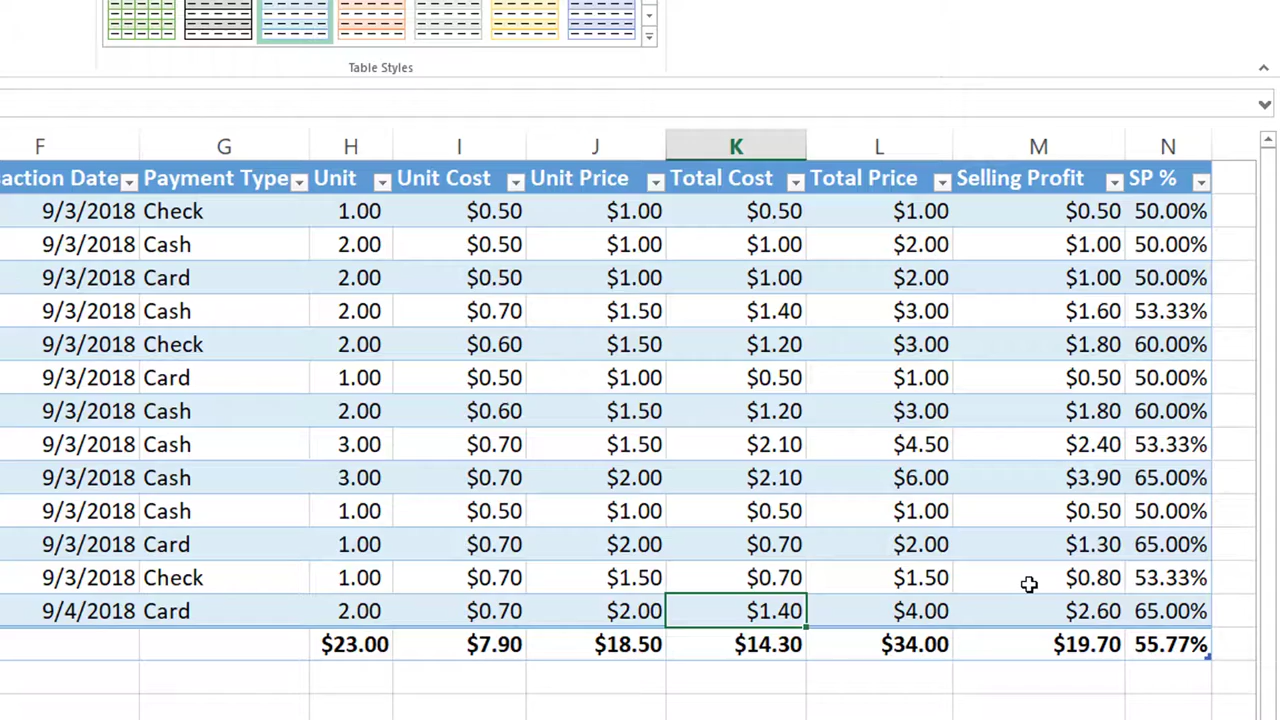 Table Styles
F G H I J K L M N
action Date Payment Type Unit Unit Cost Unit Price Total Cost Total Price Selling Profit SP %
9/3/2018 Check 1.00 $0.50 $1.00 $0.50 $1.00 $0.50 50.00%
9/3/2018 Cash 2.00 $0.50 $1.00 $1.00 $2.00 $1.00 50.00%
9/3/2018 Card 2.00 $0.50 $1.00 $1.00 $2.00 $1.00 50.00%
9/3/2018 Cash 2.00 $0.70 $1.50 $1.40 $3.00 $1.60 53.33%
9/3/2018 Check 2.00 $0.60 $1.50 $1.20 $3.00 $1.80 60.00%
9/3/2018 Card 1.00 $0.50 $1.00 $0.50 $1.00 $0.50 50.00%
9/3/2018 Cash 2.00 $0.60 $1.50 $1.20 $3.00 $1.80 60.00%
9/3/2018 Cash 3.00 $0.70 $1.50 $2.10 $4.50 $2.40 53.33%
9/3/2018 Cash 3.00 $0.70 $2.00 $2.10 $6.00 $3.90 65.00%
9/3/2018 Cash 1.00 $0.50 $1.00 $0.50 $1.00 $0.50 50.00%
9/3/2018 Card 1.00 $0.70 $2.00 $0.70 $2.00 $1.30 65.00%
9/3/2018 Check 1.00 $0.70 $1.50 $0.70 $1.50 $0.80 53.33%
9/4/2018 Card 2.00 $0.70 $2.00 $1.40 $4.00 $2.60 65.00%
$23.00 $7.90 $18.50 $14.30 $34.00 $19.70 55.77%